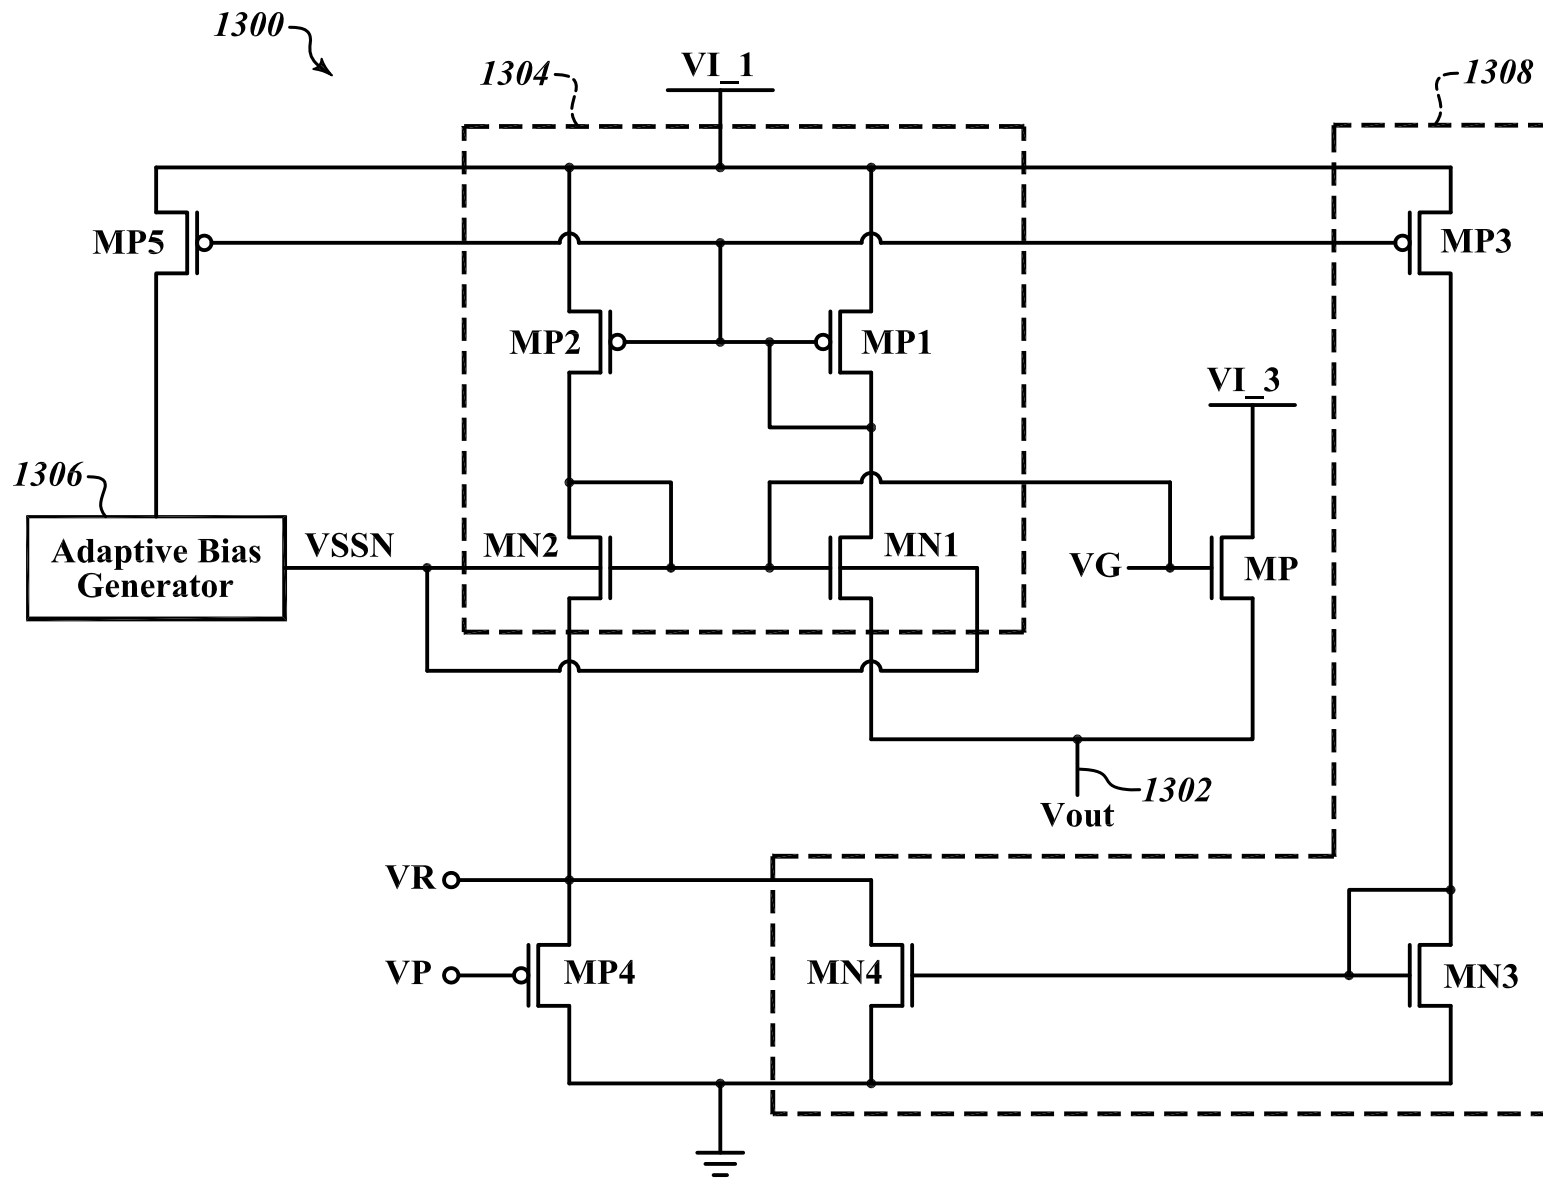 1300
1304
VI_1
1308
MP5
MP3
MP2
MP1
VI_3
1306
Adaptive Bias
Generator
VSSN
MN2
MN1
VG
MP
1302
Vout
VR
VP
MP4
MN4
MN3